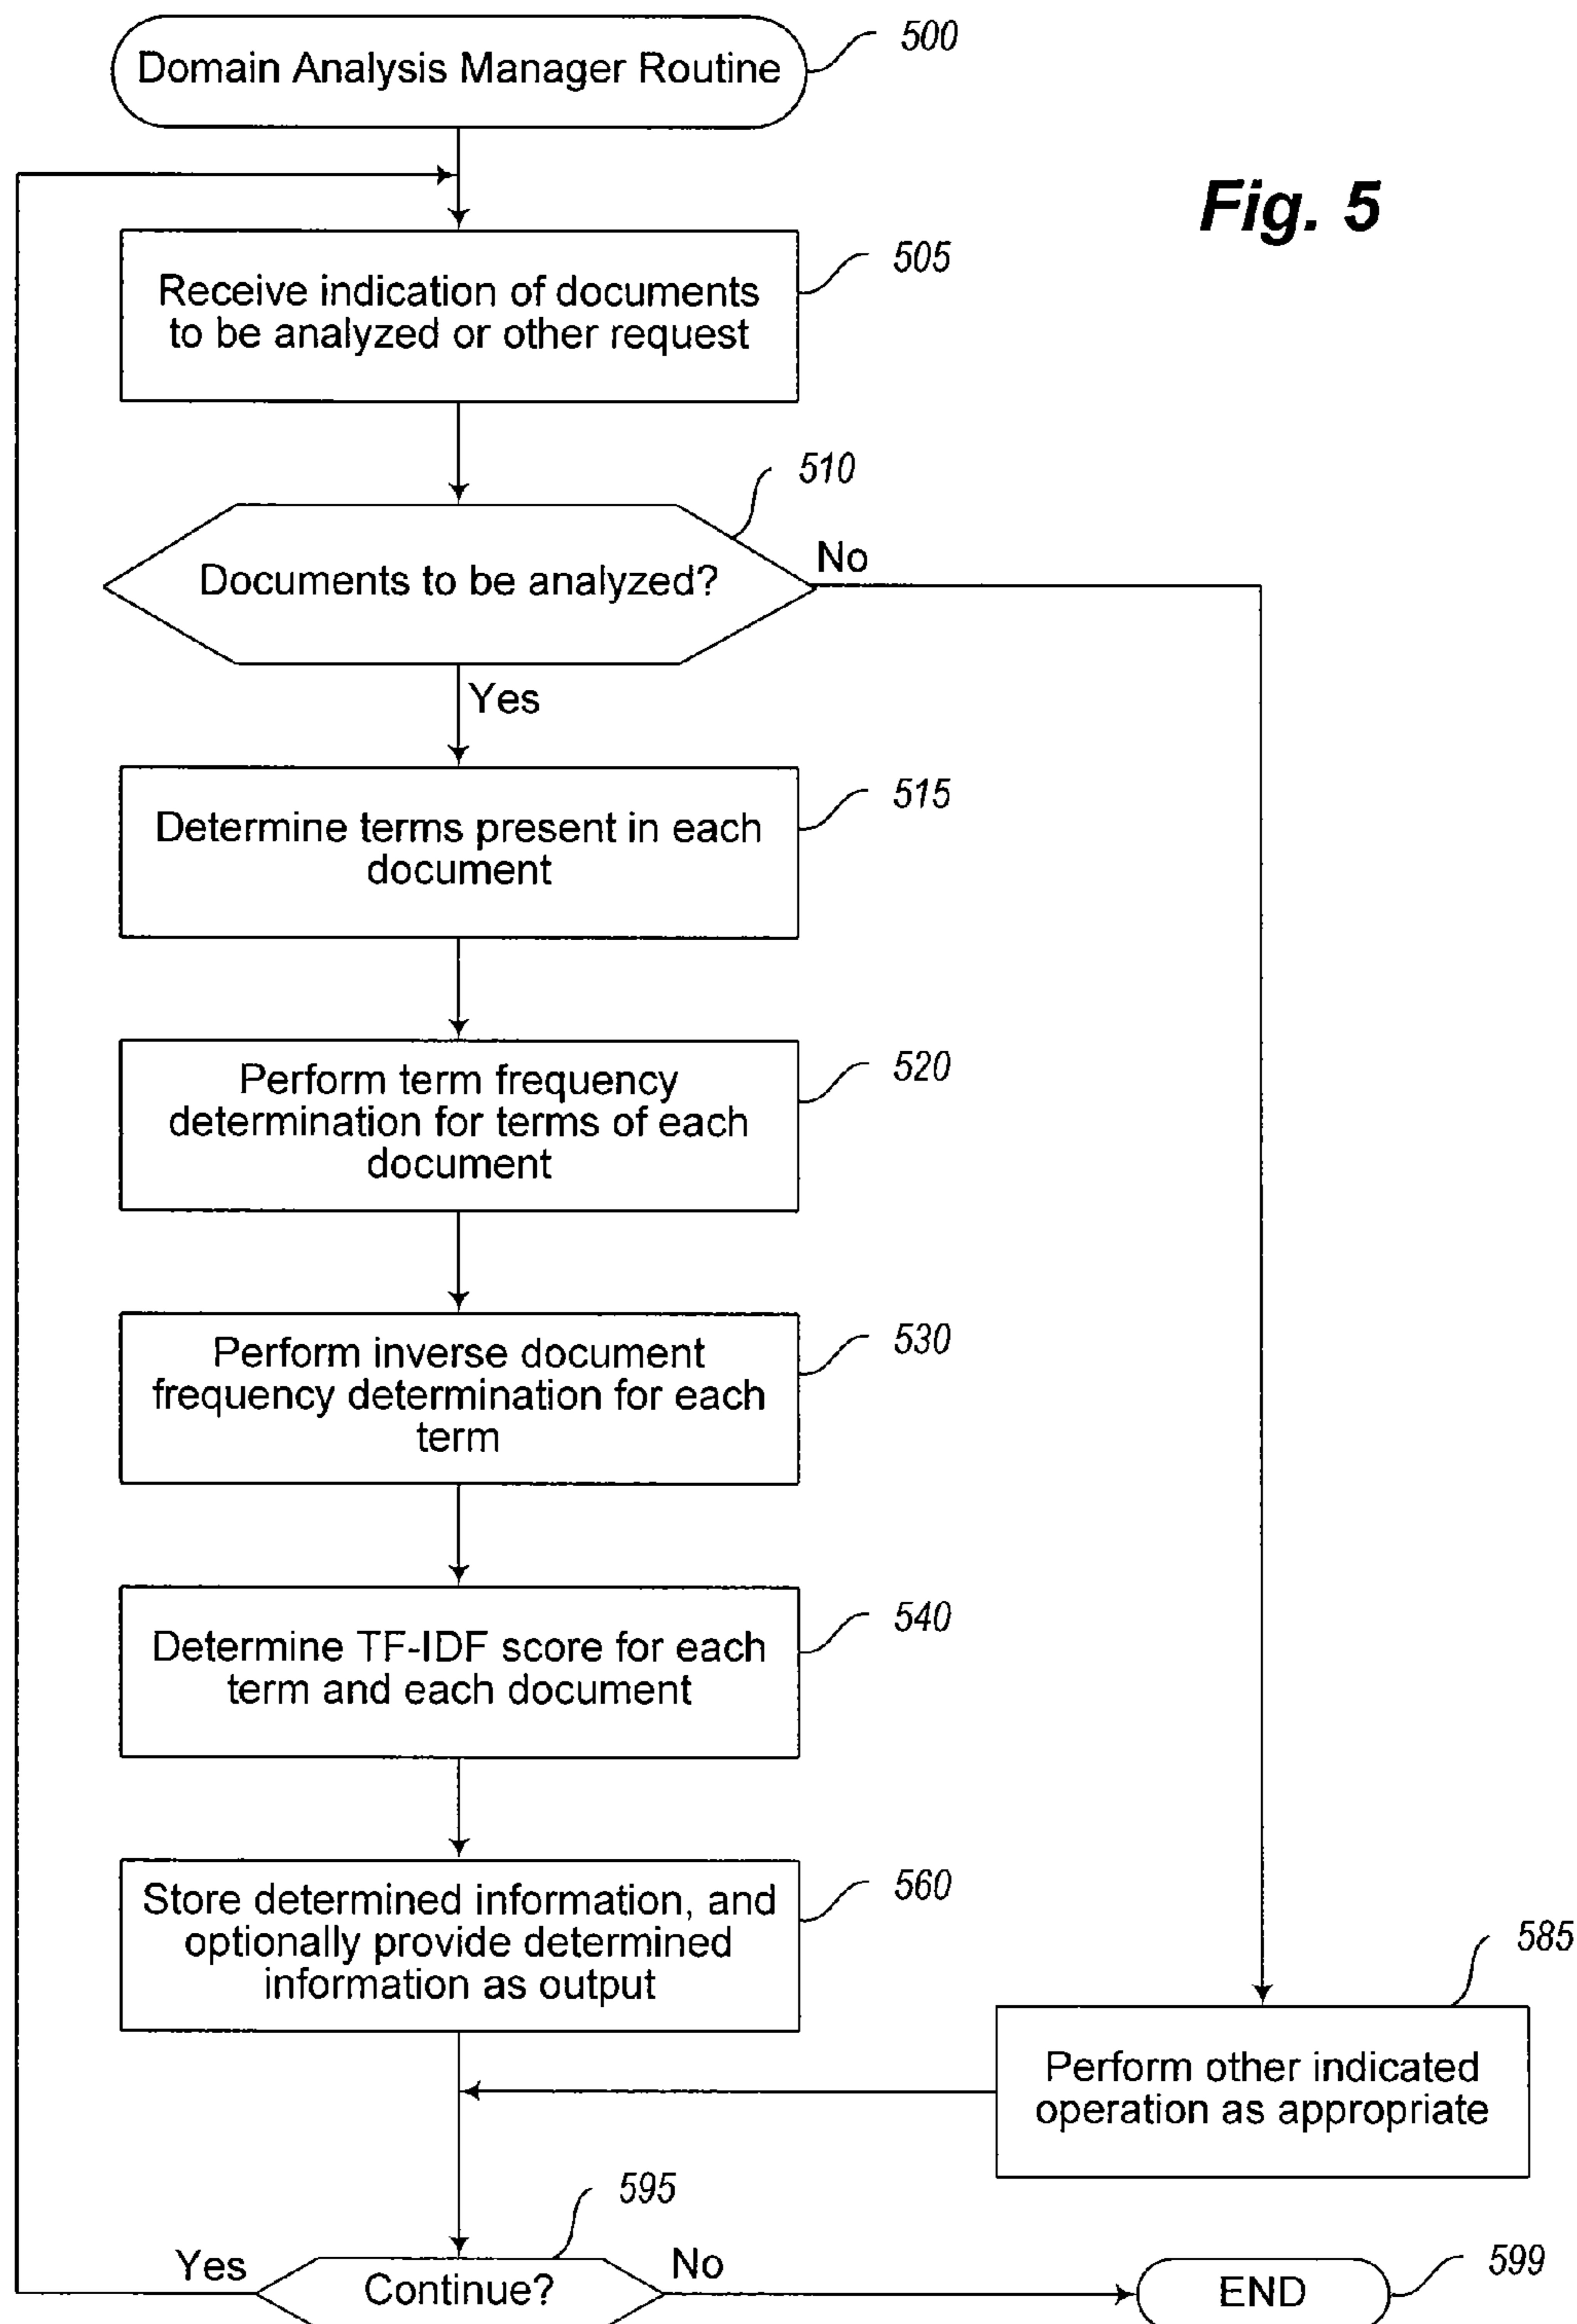 Domain Analysis Manager Routine
500
Fig. 5
Receive indication of documents
to be analyzed or other request
505
510
Documents to be analyzed?
No
Yes
Determine terms present in each
document
515
Perform term frequency
determination for terms of each
document
520
Perform inverse document
frequency determination for each
term
530
Determine TF-IDF score for each
term and each document
540
Store determined information, and
optionally provide determined
information as output
560
585
Perform other indicated
operation as appropriate
595
Yes
Continue?
No
END
599